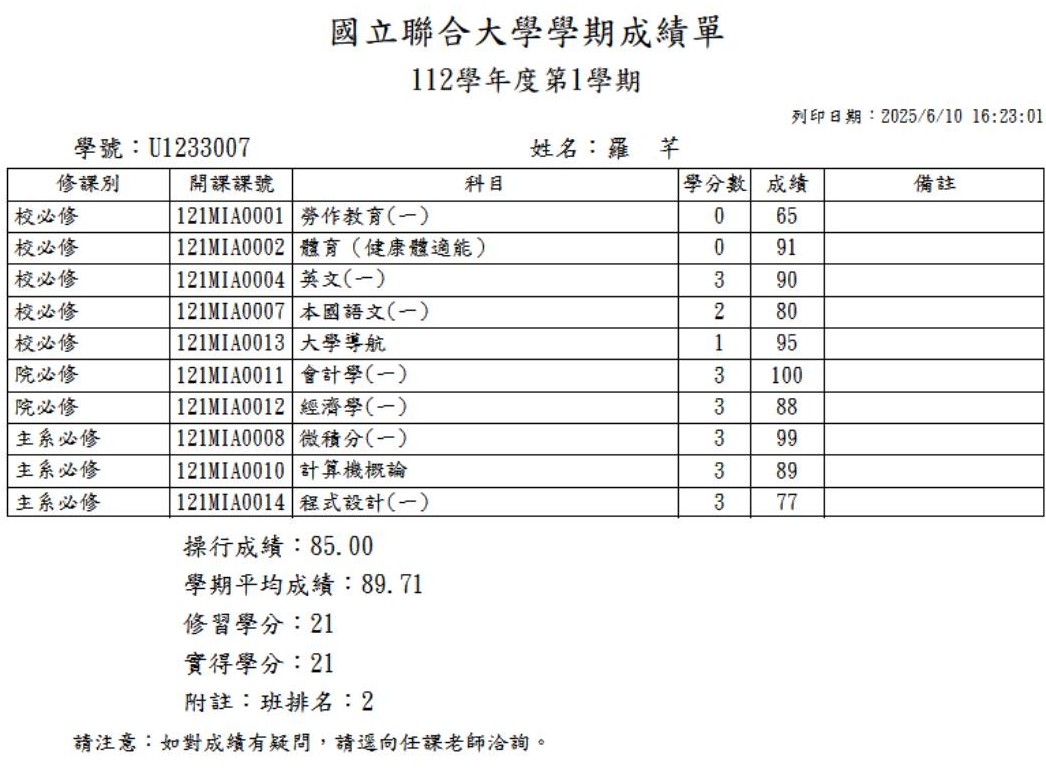 國立聯合大學學期成績單
112學年度第1學期
列印日期：2025/6/10 16:23:01
學號：U1233007 姓名：羅 芊
修課別 開課課號 科目 學分數 成績 備註
校必修 121MIA0001 勞作教育(一) 0 65
校必修 121MIA0002 體育（健康體適能） 0 91
校必修 121MIA0004 英文(一) 3 90
校必修 121MIA0007 本國語文(一) 2 80
校必修 121MIA0013 大學導航 1 95
院必修 121MIA0011 會計學(一) 3 100
院必修 121MIA0012 經濟學(一) 3 88
主系必修 121MIA0008 微積分(一) 3 99
主系必修 121MIA0010 計算機概論 3 89
主系必修 121MIA0014 程式設計(一) 3 77
操行成績：85.00
學期平均成績：89.71
修習學分：21
實得學分：21
附註：班排名：2
請注意：如對成績有疑問，請逕向任課老師洽詢。